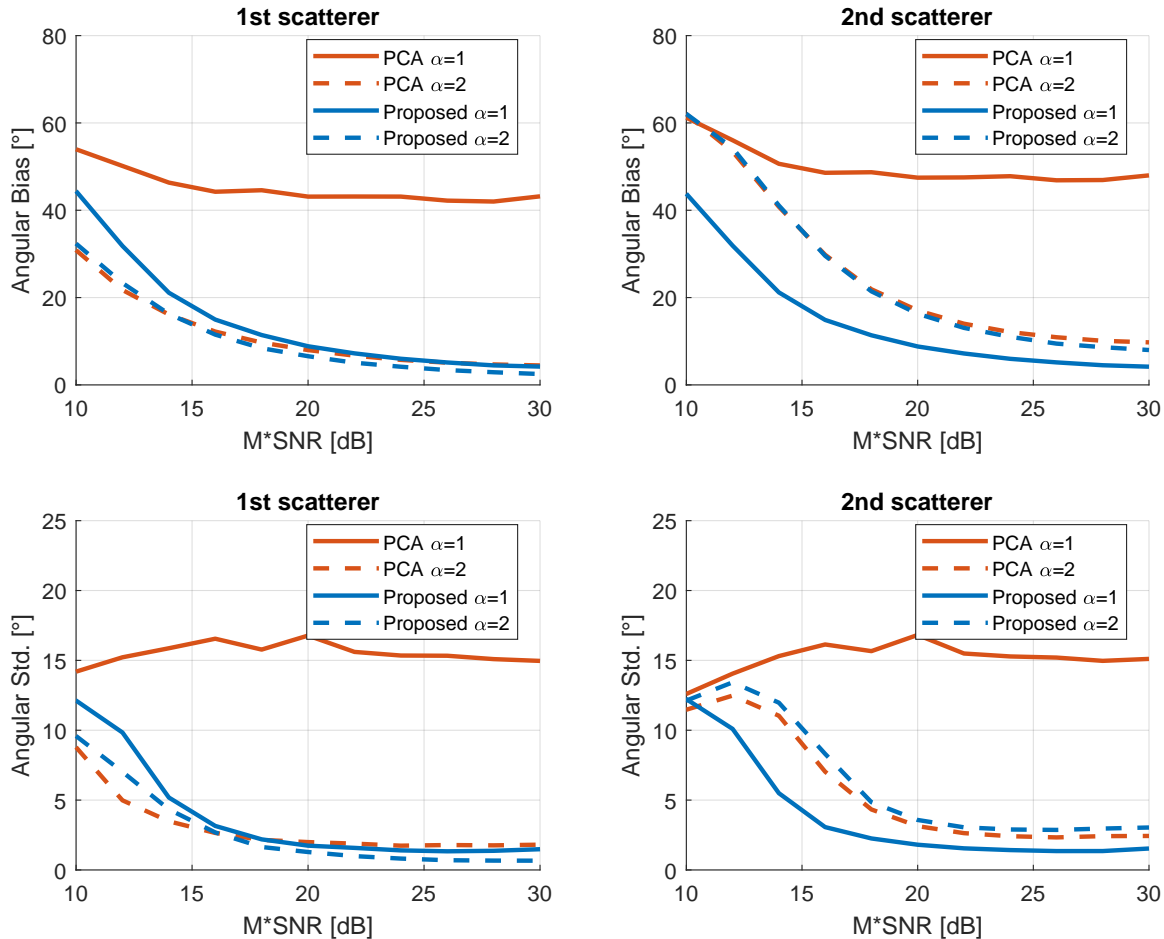 1st scatterer
80
60
40
20
0
Angular Bias [°]
PCA α=1
PCA α=2
Proposed α=1
Proposed α=2
10 15 20 25 30
M*SNR [dB]
2nd scatterer
80
60
40
20
0
Angular Bias [°]
PCA α=1
PCA α=2
Proposed α=1
Proposed α=2
10 15 20 25 30
M*SNR [dB]
1st scatterer
25
20
15
10
5
0
Angular Std. [°]
PCA α=1
PCA α=2
Proposed α=1
Proposed α=2
10 15 20 25 30
M*SNR [dB]
2nd scatterer
25
20
15
10
5
0
Angular Std. [°]
PCA α=1
PCA α=2
Proposed α=1
Proposed α=2
10 15 20 25 30
M*SNR [dB]